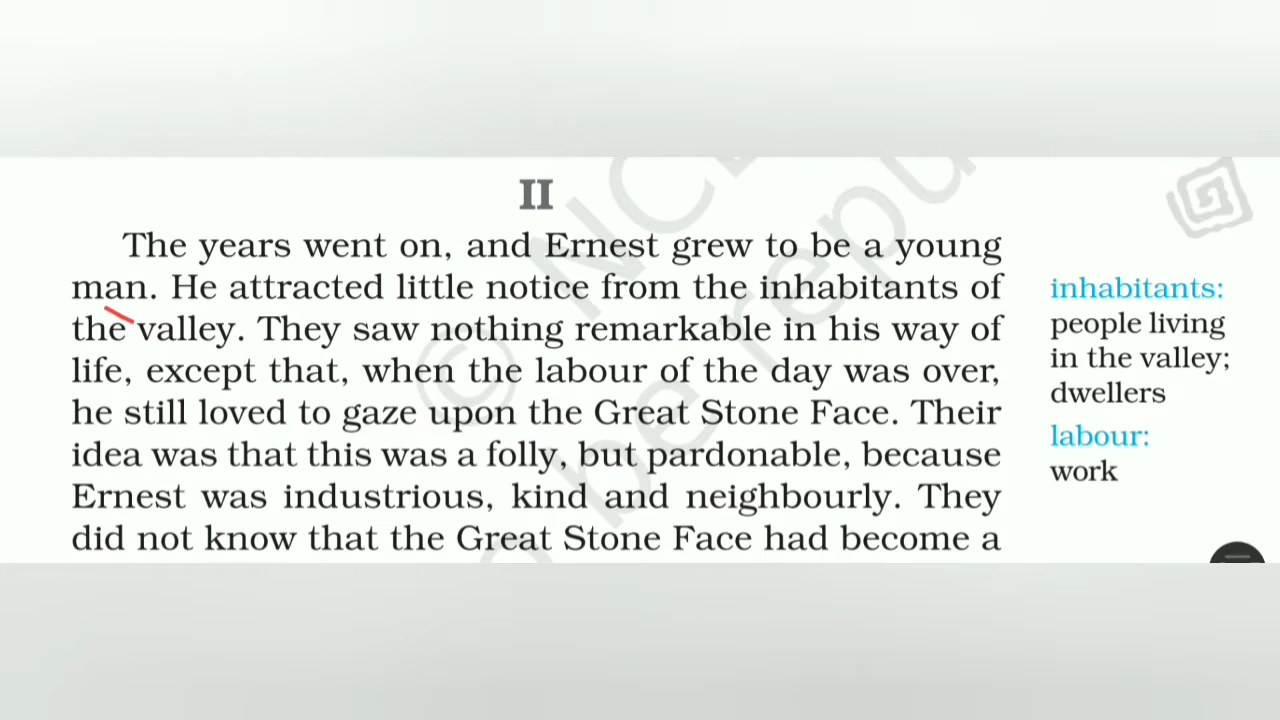 II
The years went on, and Ernest grew to be a young
man. He attracted little notice from the inhabitants of
the valley. They saw nothing remarkable in his way of
life, except that, when the labour of the day was over,
he still loved to gaze upon the Great Stone Face. Their
idea was that this was a folly, but pardonable, because
Ernest was industrious, kind and neighbourly. They
did not know that the Great Stone Face had become a
inhabitants:
people living
in the valley;
dwellers
labour:
work
© NC
be repu